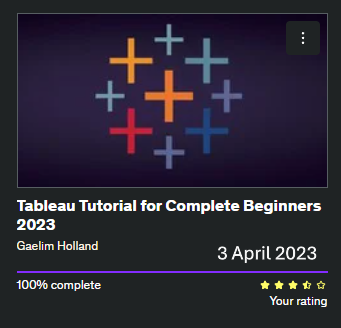 Tableau Tutorial for Complete Beginners
2023
Gaelim Holland
3 April 2023
100% complete
Your rating